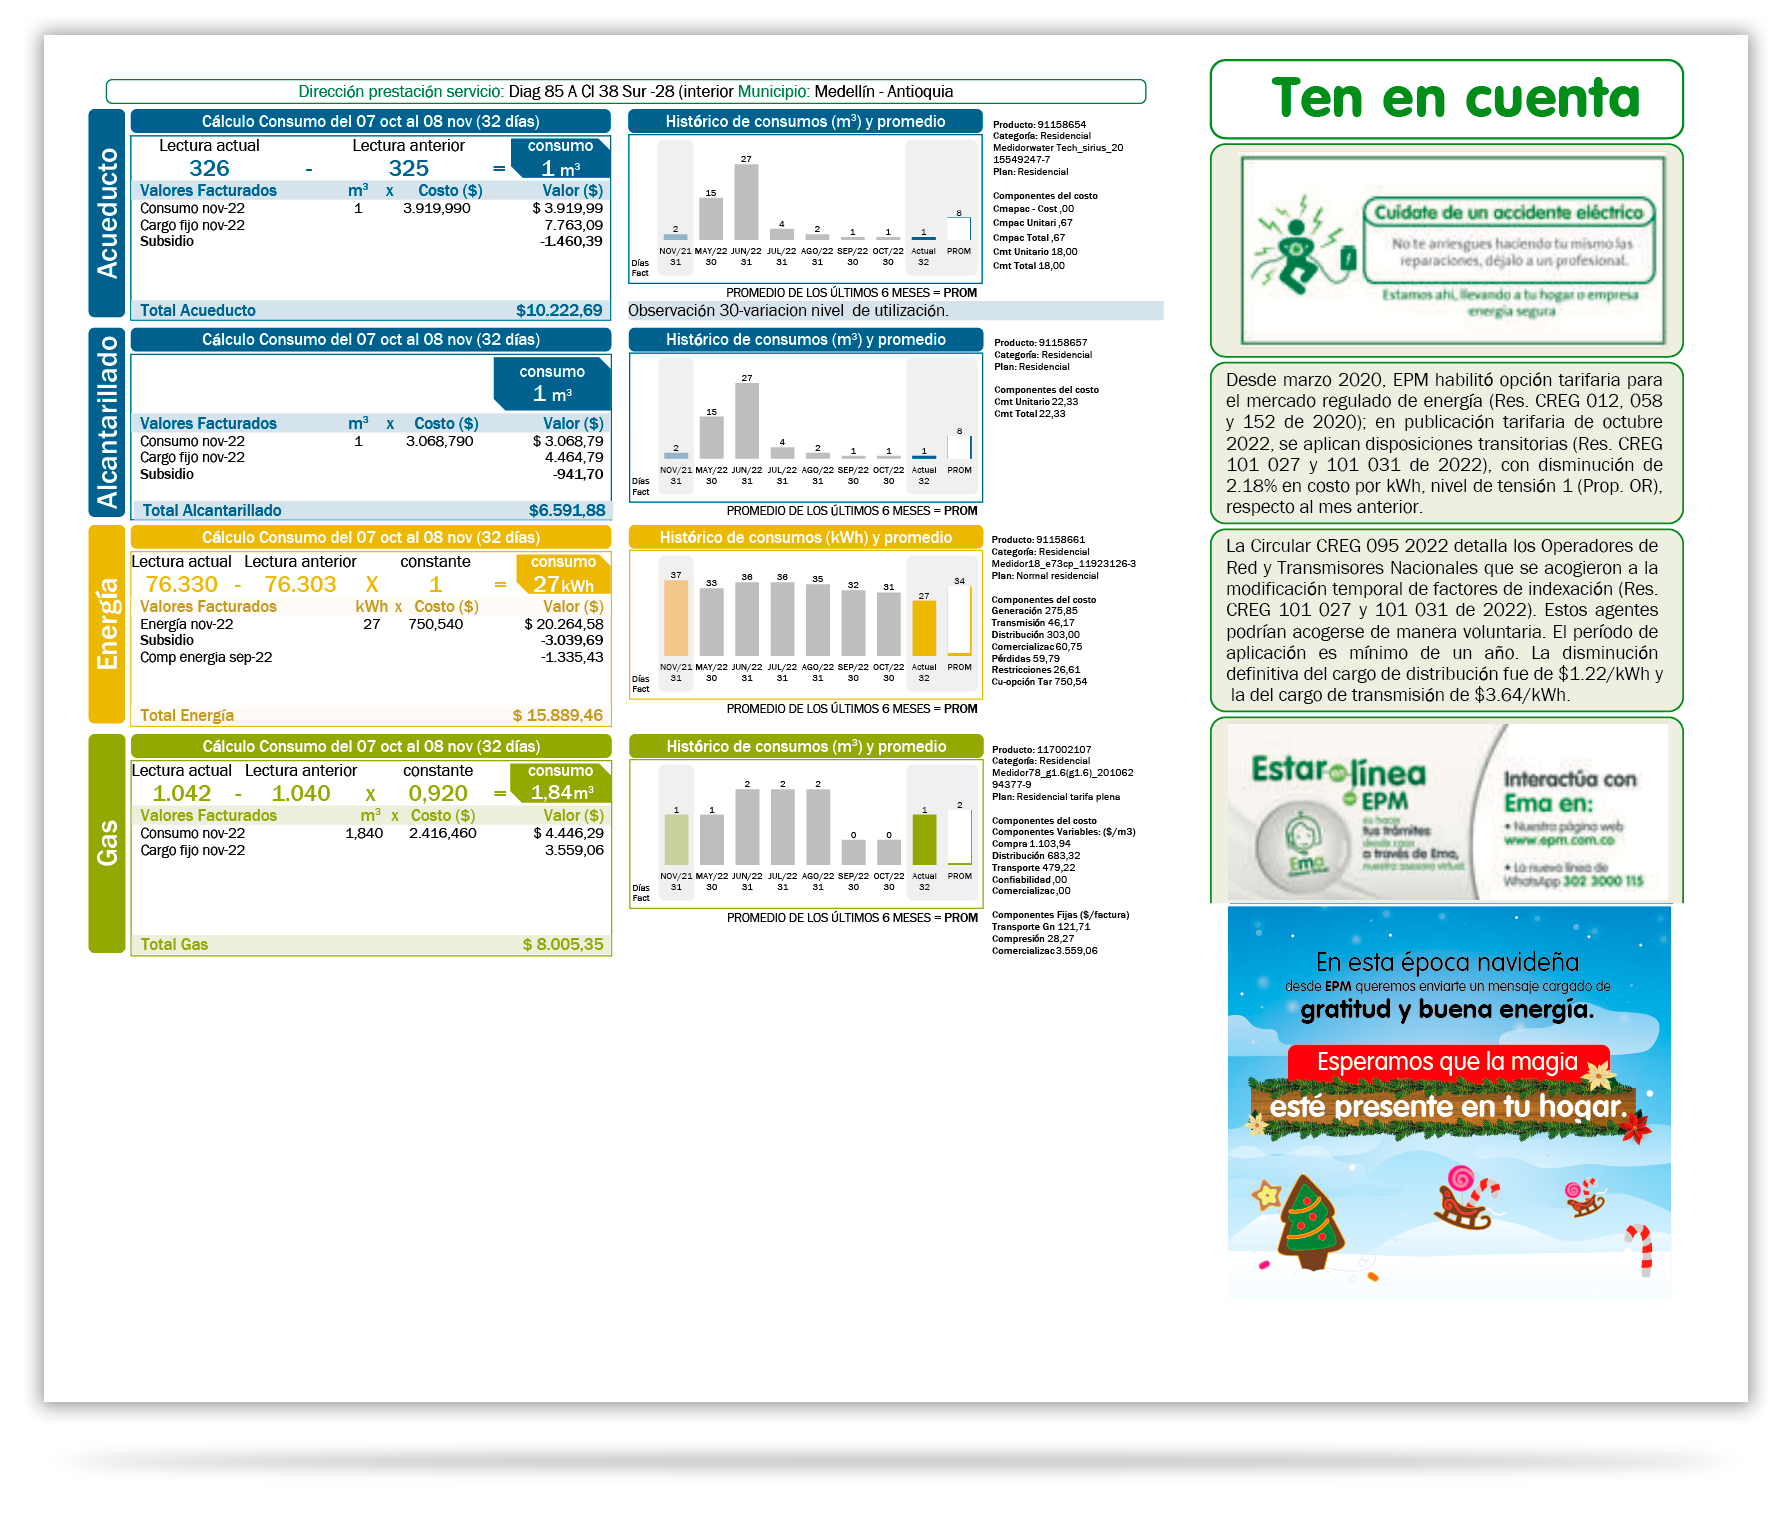 Dirección prestación servicio: Diag 85 A Cl 38 Sur -28 (interior Municipio: Medellín - Antioquia
Acueducto
Cálculo Consumo del 07 oct al 08 nov (32 días)
Lectura actual Lectura anterior consumo
326 - 325 = 1 m³
Valores Facturados m³ x Costo ($) Valor ($)
Consumo nov-22 1 3.919,990 $ 3.919,99
Cargo fijo nov-22 7.763,09
Subsidio -1.460,39
Total Acueducto $10.222,69
Histórico de consumos (m³) y promedio
2 15 27 4 2 1 1 1 8
NOV/21 MAY/22 JUN/22 JUL/22 AGO/22 SEP/22 OCT/22 Actual PROM
Días Fact 31 30 31 30 31 30 30 32
PROMEDIO DE LOS ÚLTIMOS 6 MESES = PROM
Observación 30-variacion nivel de utilización.
Producto: 91158654
Categoría: Residencial
Medidorwater Tech_sirius_20
15549247-7
Plan: Residencial
Componentes del costo
Cmapac - Cost ,00
Cmpac Unitari ,67
Cmpac Total ,67
Cmt Unitario 18,00
Cmt Total 18,00
Alcantarillado
Cálculo Consumo del 07 oct al 08 nov (32 días)
consumo
1 m³
Valores Facturados m³ x Costo ($) Valor ($)
Consumo nov-22 1 3.068,790 $ 3.068,79
Cargo fijo nov-22 4.464,79
Subsidio -941,70
Total Alcantarillado $6.591,88
Histórico de consumos (m³) y promedio
2 15 27 4 2 1 1 1 8
NOV/21 MAY/22 JUN/22 JUL/22 AGO/22 SEP/22 OCT/22 Actual PROM
Días Fact 31 30 31 30 31 30 30 32
PROMEDIO DE LOS ÚLTIMOS 6 MESES = PROM
Producto: 91158657
Categoría: Residencial
Plan: Residencial
Componentes del costo
Cmt Unitario 22,33
Cmt Total 22,33
Energía
Cálculo Consumo del 07 oct al 08 nov (32 días)
Lectura actual Lectura anterior constante consumo
76.330 - 76.303 X 1 = 27 kWh
Valores Facturados kWh x Costo ($) Valor ($)
Energía nov-22 27 750,540 $ 20.264,58
Subsidio -3.039,69
Comp energia sep-22 -1.335,43
Total Energía $ 15.889,46
Histórico de consumos (kWh) y promedio
37 33 36 36 35 32 31 27 34
NOV/21 MAY/22 JUN/22 JUL/22 AGO/22 SEP/22 OCT/22 Actual PROM
Días Fact 31 30 31 30 31 30 30 32
PROMEDIO DE LOS ÚLTIMOS 6 MESES = PROM
Producto: 91158661
Categoría: Residencial
Medidor18_e73cp_11923126-3
Plan: Normal residencial
Componentes del costo
Generación 275,85
Transmisión 46,17
Distribución 303,00
Comercializac 60,75
Pérdidas 59,79
Restricciones 26,61
Cu-opción Tar 750,54
Gas
Cálculo Consumo del 07 oct al 08 nov (32 días)
Lectura actual Lectura anterior constante consumo
1.042 - 1.040 x 0,920 = 1,84 m³
Valores Facturados m³ x Costo ($) Valor ($)
Consumo nov-22 1,840 2.416,460 $ 4.446,29
Cargo fijo nov-22 3.559,06
Total Gas $ 8.005,35
Histórico de consumos (m³) y promedio
1 1 2 2 2 0 0 1 2
NOV/21 MAY/22 JUN/22 JUL/22 AGO/22 SEP/22 OCT/22 Actual PROM
Días Fact 31 30 31 30 31 30 30 32
PROMEDIO DE LOS ÚLTIMOS 6 MESES = PROM
Producto: 117002107
Categoría: Residencial
Medidor78_g1.6(g1.6)_201062
94377-9
Plan: Residencial tarifa plena
Componentes del costo
Componentes Variables: ($/m3)
Compra 1.103,94
Distribución 683,32
Transporte 479,22
Confiabilidad ,00
Comercializac ,00
Componentes Fijas ($/factura)
Transporte Gn 121,71
Compresión 28,27
Comercializac 3.559,06
Ten en cuenta
Cuídate de un accidente eléctrico
No te arriesgues haciendo tu mismo las
reparaciones, déjalo a un profesional.
Estamos ahí, llevando a tu hogar o empresa
energía segura
Desde marzo 2020, EPM habilitó opción tarifaria para
el mercado regulado de energía (Res. CREG 012, 058
y 152 de 2020); en publicación tarifaria de octubre
2022, se aplican disposiciones transitorias (Res. CREG
101 027 y 101 031 de 2022), con disminución de
2.18% en costo por kWh, nivel de tensión 1 (Prop. OR),
respecto al mes anterior.
La Circular CREG 095 2022 detalla los Operadores de
Red y Transmisores Nacionales que se acogieron a la
modificación temporal de factores de indexación (Res.
CREG 101 027 y 101 031 de 2022). Estos agentes
podrían acogerse de manera voluntaria. El período de
aplicación es mínimo de un año. La disminución
definitiva del cargo de distribución fue de $1.22/kWh y
la del cargo de transmisión de $3.64/kWh.
Estar en línea
EPM
es hacer
tus trámites
desde casa
a través de Ema,
nuestra asesora virtual
Ema
Interactúa con
Ema en:
• Nuestra página web
www.epm.com.co
• La nueva línea de
WhatsApp 302 3000 115
En esta época navideña
desde EPM queremos enviarte un mensaje cargado de
gratitud y buena energía.
Esperamos que la magia
esté presente en tu hogar.